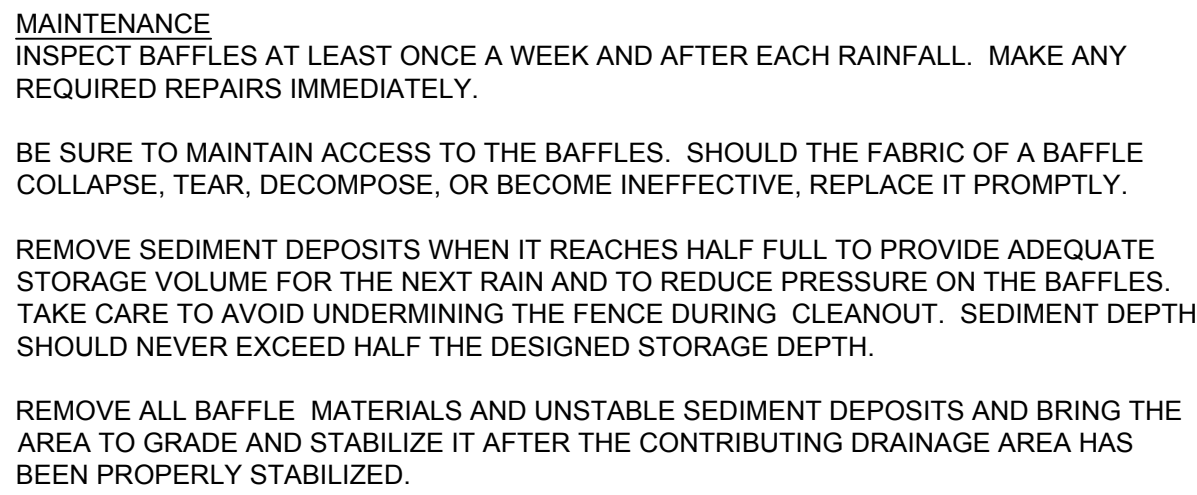 MAINTENANCE
INSPECT BAFFLES AT LEAST ONCE A WEEK AND AFTER EACH RAINFALL.  MAKE ANY
REQUIRED REPAIRS IMMEDIATELY.
BE SURE TO MAINTAIN ACCESS TO THE BAFFLES.  SHOULD THE FABRIC OF A BAFFLE
COLLAPSE, TEAR, DECOMPOSE, OR BECOME INEFFECTIVE, REPLACE IT PROMPTLY.
REMOVE SEDIMENT DEPOSITS WHEN IT REACHES HALF FULL TO PROVIDE ADEQUATE
STORAGE VOLUME FOR THE NEXT RAIN AND TO REDUCE PRESSURE ON THE BAFFLES.
TAKE CARE TO AVOID UNDERMINING THE FENCE DURING  CLEANOUT.  SEDIMENT DEPTH
SHOULD NEVER EXCEED HALF THE DESIGNED STORAGE DEPTH.
REMOVE ALL BAFFLE  MATERIALS AND UNSTABLE SEDIMENT DEPOSITS AND BRING THE
AREA TO GRADE AND STABILIZE IT AFTER THE CONTRIBUTING DRAINAGE AREA HAS
BEEN PROPERLY STABILIZED.